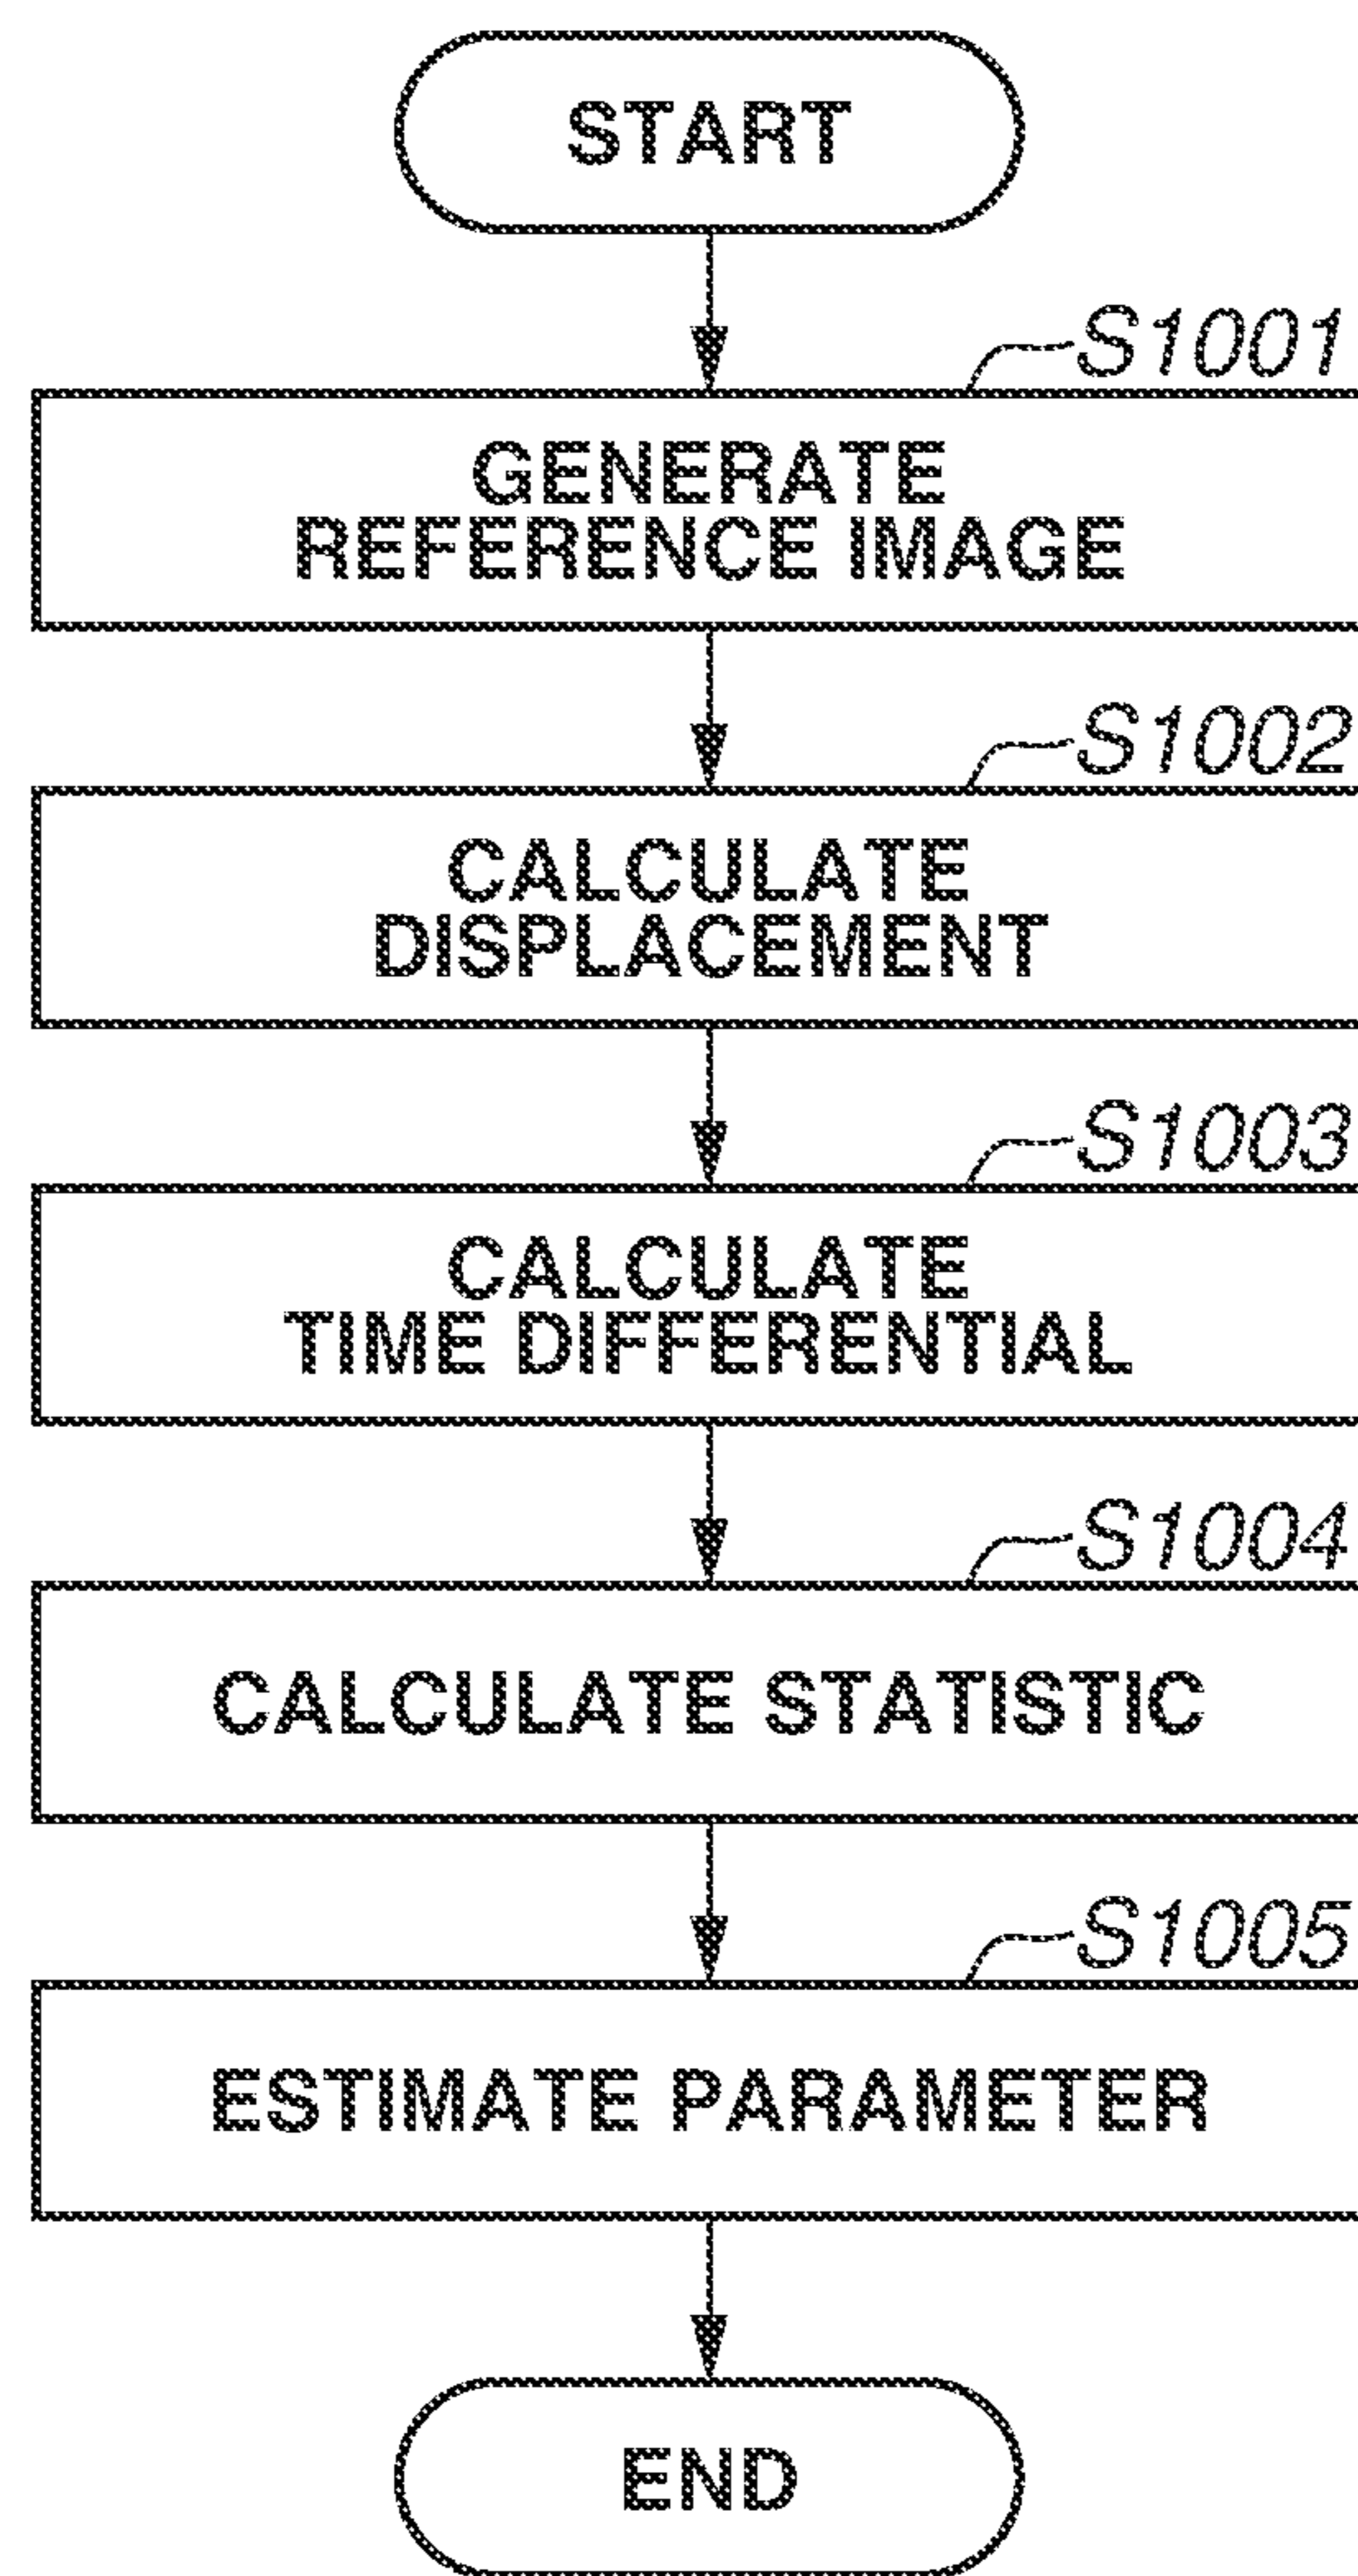 START
S1001
GENERATE
REFERENCE IMAGE
S1002
CALCULATE
DISPLACEMENT
S1003
CALCULATE
TIME DIFFERENTIAL
S1004
CALCULATE STATISTIC
S1005
ESTIMATE PARAMETER
END